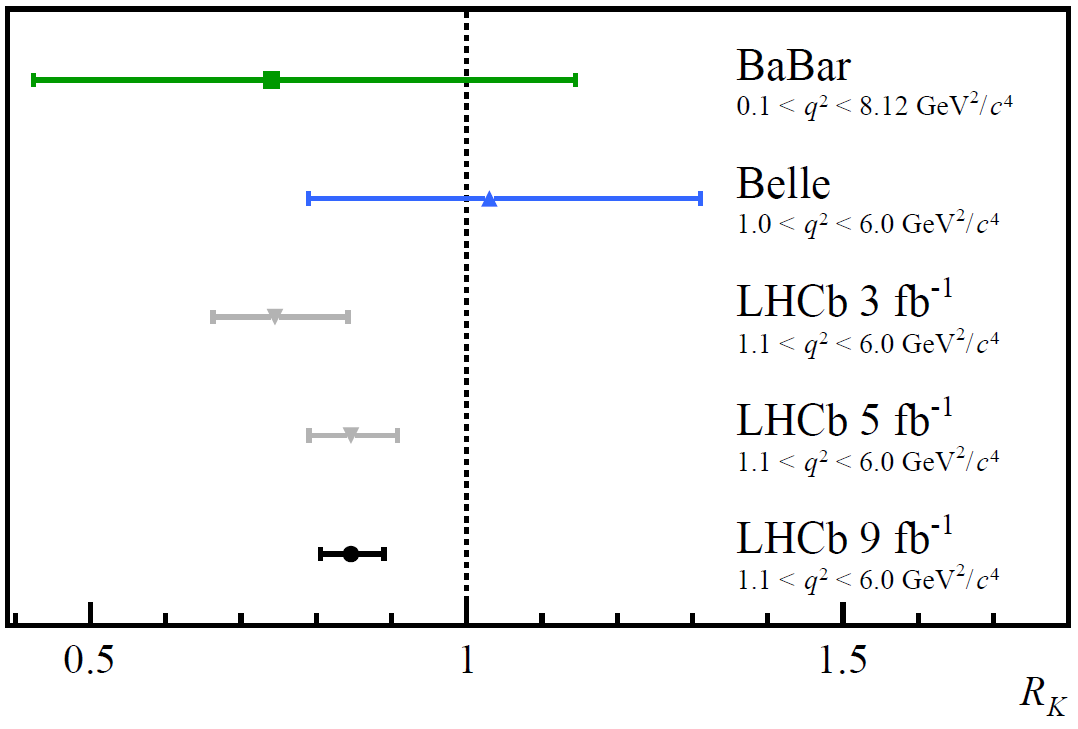 BaBar
0.1 < q² < 8.12 GeV²/c⁴
Belle
1.0 < q² < 6.0 GeV²/c⁴
LHCb 3 fb⁻¹
1.1 < q² < 6.0 GeV²/c⁴
LHCb 5 fb⁻¹
1.1 < q² < 6.0 GeV²/c⁴
LHCb 9 fb⁻¹
1.1 < q² < 6.0 GeV²/c⁴
0.5 1 1.5
R_K